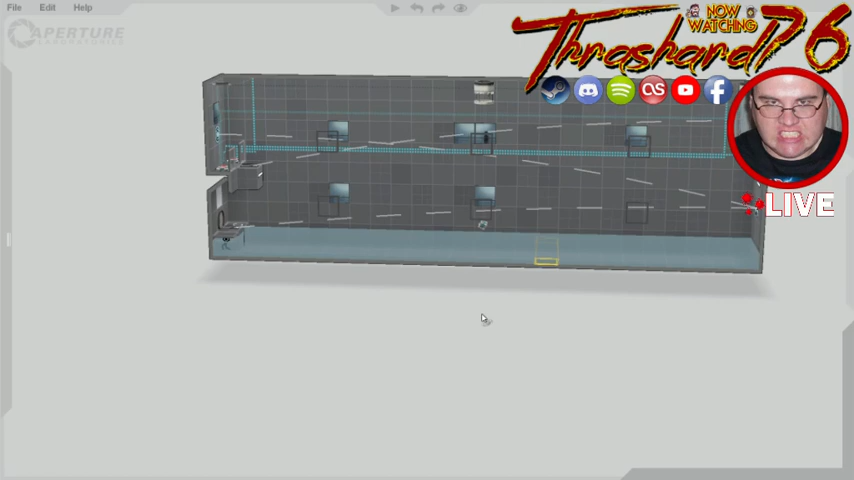 File Edit Help
APERTURE
LABORATORIES
NOW
WATCHING
Thrashard76
LIVE